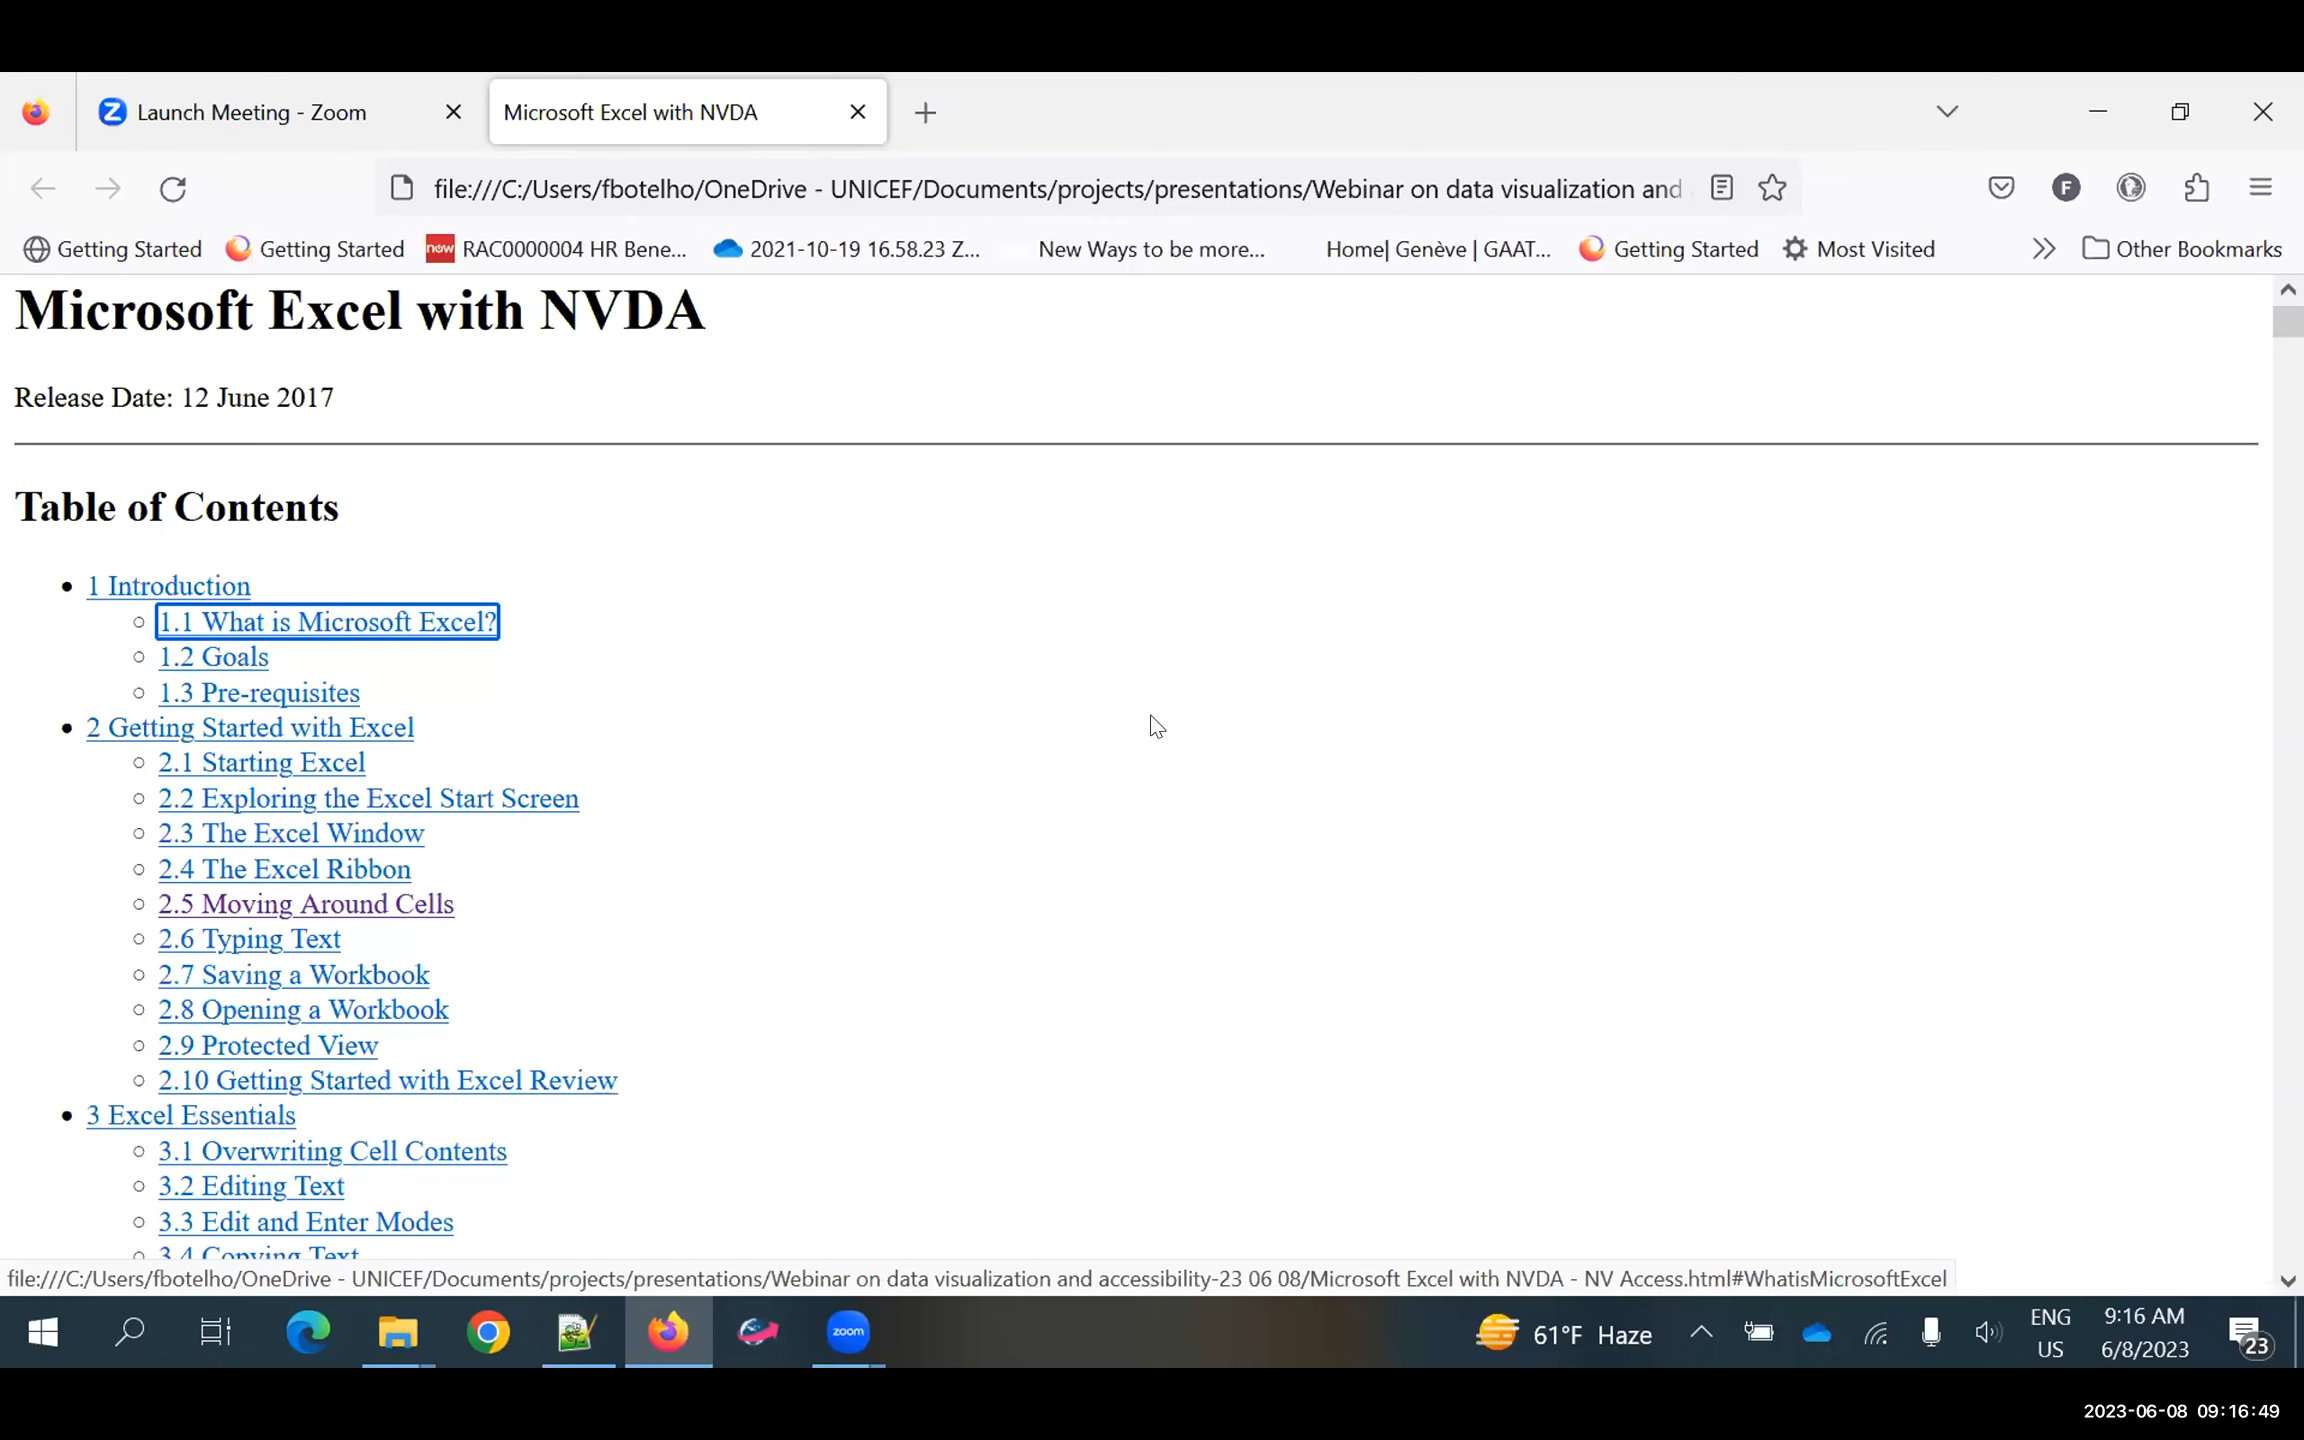 Launch Meeting - Zoom
Microsoft Excel with NVDA
file:///C:/Users/fbotelho/OneDrive - UNICEF/Documents/projects/presentations/Webinar on data visualization and
F
Getting Started
Getting Started
now
RAC0000004 HR Bene...
2021-10-19 16.58.23 Z...
New Ways to be more...
Home| Genève | GAAT...
Getting Started
Most Visited
Other Bookmarks
Microsoft Excel with NVDA
Release Date: 12 June 2017
Table of Contents
1 Introduction
1.1 What is Microsoft Excel?
1.2 Goals
1.3 Pre-requisites
2 Getting Started with Excel
2.1 Starting Excel
2.2 Exploring the Excel Start Screen
2.3 The Excel Window
2.4 The Excel Ribbon
2.5 Moving Around Cells
2.6 Typing Text
2.7 Saving a Workbook
2.8 Opening a Workbook
2.9 Protected View
2.10 Getting Started with Excel Review
3 Excel Essentials
3.1 Overwriting Cell Contents
3.2 Editing Text
3.3 Edit and Enter Modes
3.4 Copying Text
file:///C:/Users/fbotelho/OneDrive - UNICEF/Documents/projects/presentations/Webinar on data visualization and accessibility-23 06 08/Microsoft Excel with NVDA - NV Access.html#WhatisMicrosoftExcel
zoom
61°F Haze
ENG
US
9:16 AM
6/8/2023
23
2023-06-08 09:16:49